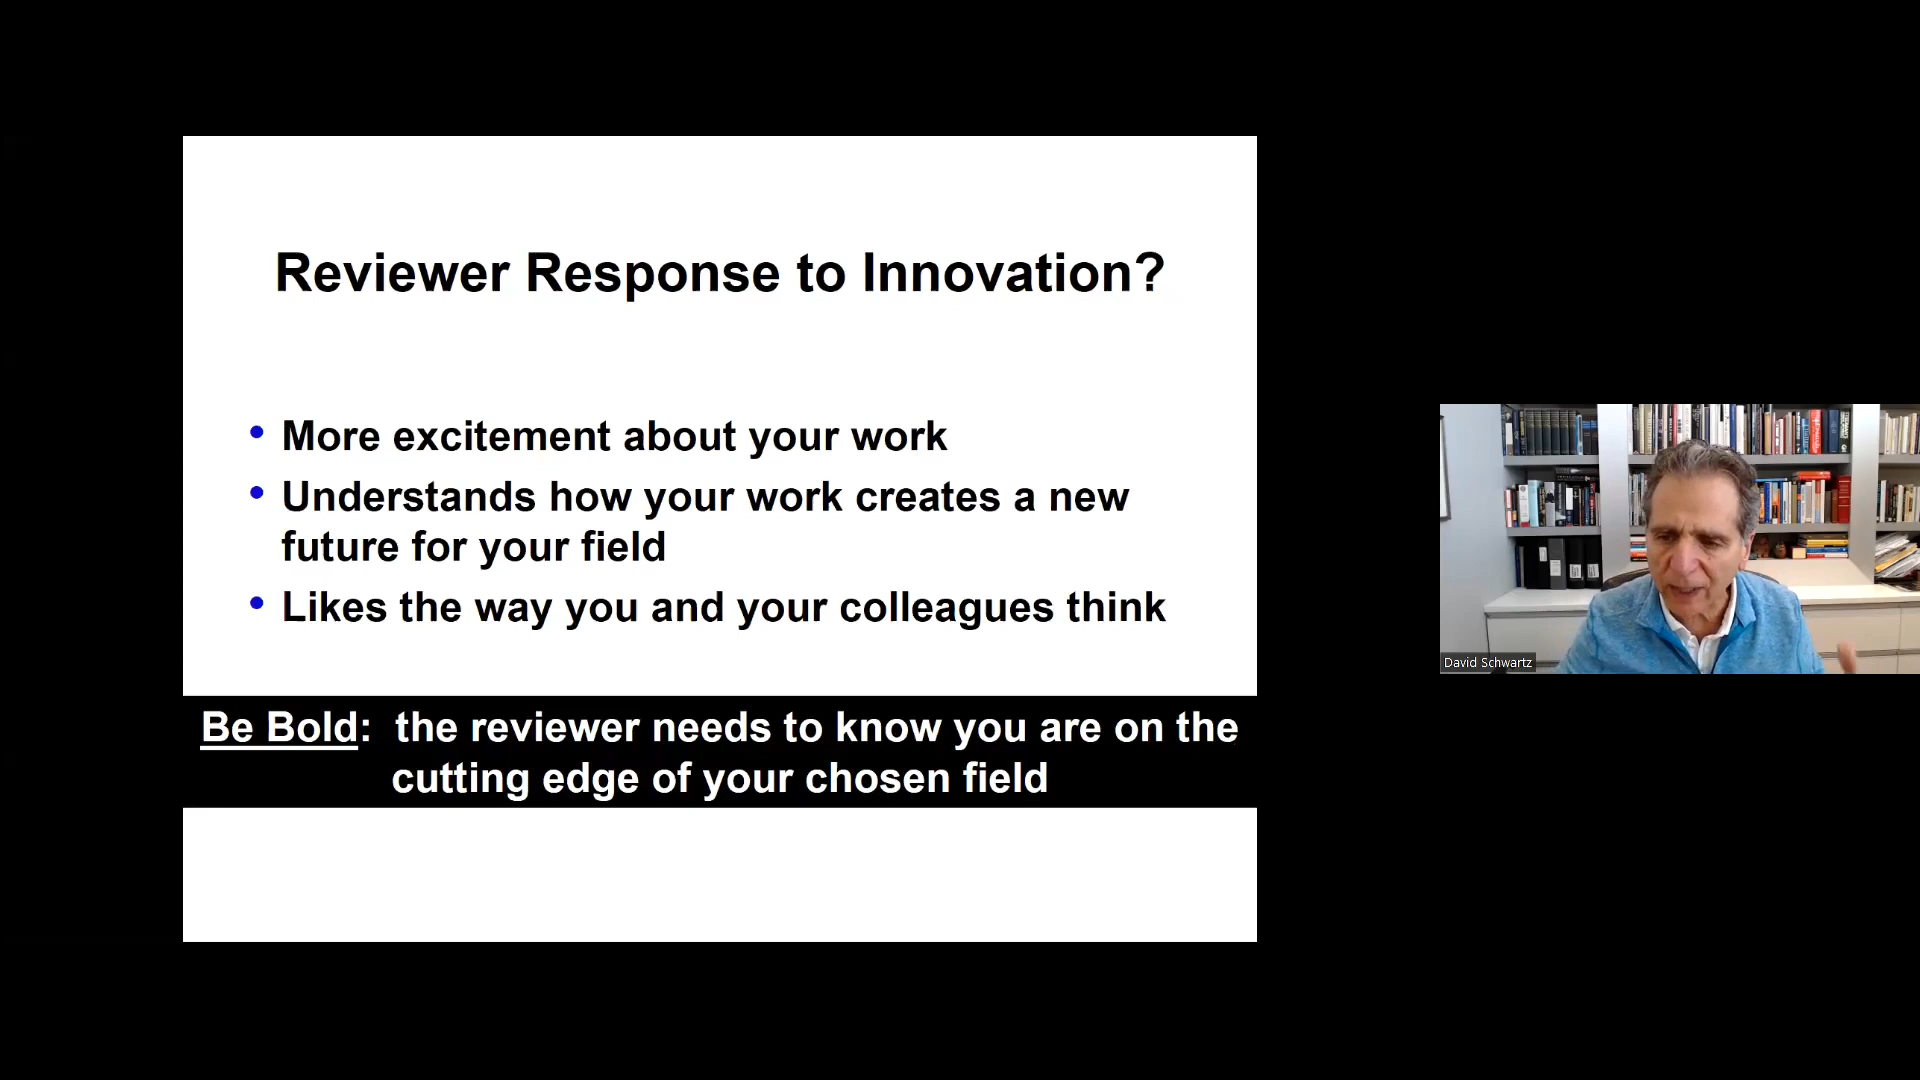 Reviewer Response to Innovation?
• More excitement about your work
• Understands how your work creates a new
future for your field
• Likes the way you and your colleagues think
Be Bold: the reviewer needs to know you are on the
cutting edge of your chosen field
David Schwartz